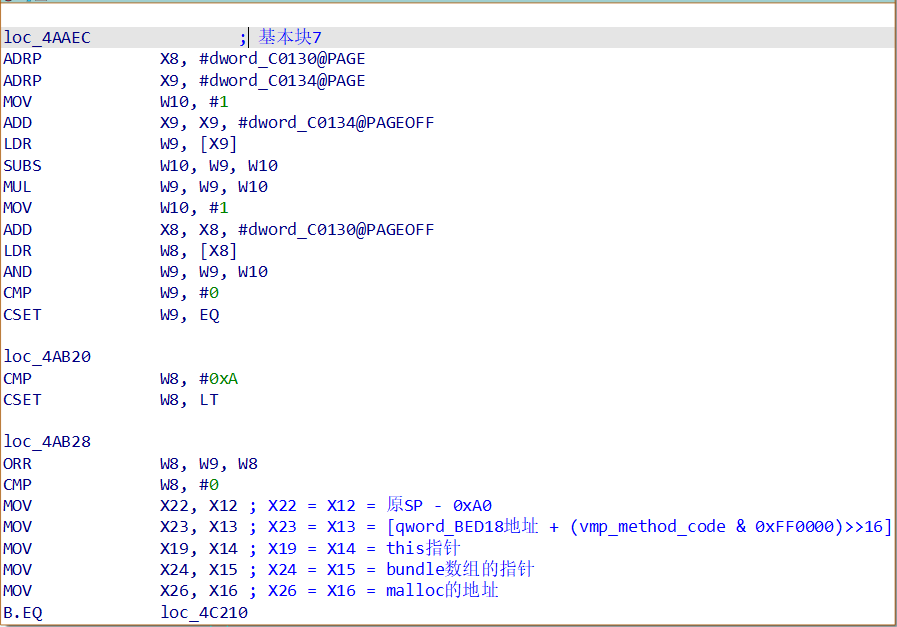 loc_4AAEC ; 基本块7
ADRP X8, #dword_C0130@PAGE
ADRP X9, #dword_C0134@PAGE
MOV W10, #1
ADD X9, X9, #dword_C0134@PAGEOFF
LDR W9, [X9]
SUBS W10, W9, W10
MUL W9, W9, W10
MOV W10, #1
ADD X8, X8, #dword_C0130@PAGEOFF
LDR W8, [X8]
AND W9, W9, W10
CMP W9, #0
CSET W9, EQ
loc_4AB20
CMP W8, #0xA
CSET W8, LT
loc_4AB28
ORR W8, W9, W8
CMP W8, #0
MOV X22, X12 ; X22 = X12 = 原SP - 0xA0
MOV X23, X13 ; X23 = X13 = [qword_BED18地址 + (vmp_method_code & 0xFF0000)>>16]
MOV X19, X14 ; X19 = X14 = this指针
MOV X24, X15 ; X24 = X15 = bundle数组的指针
MOV X26, X16 ; X26 = X16 = malloc的地址
B.EQ loc_4C210